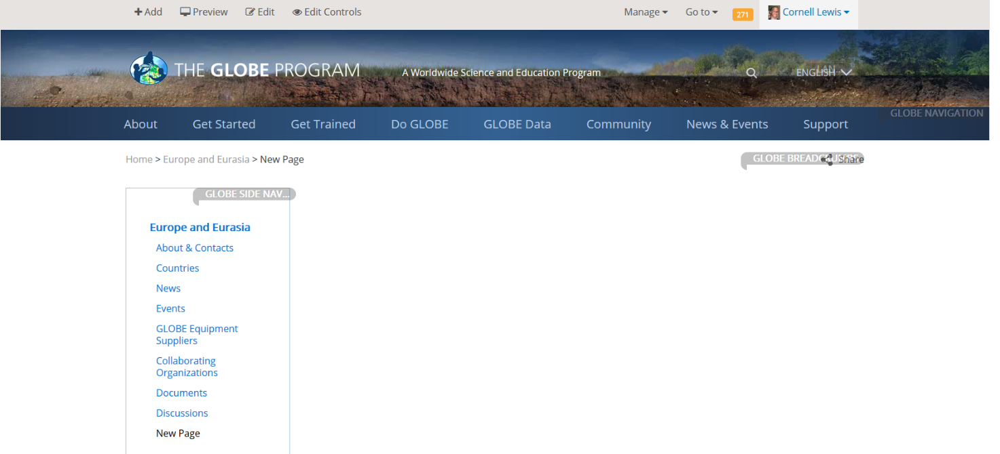 Add Preview Edit Edit Controls Manage Go to 271 Cornell Lewis
THE GLOBE PROGRAM A Worldwide Science and Education Program ENGLISH
GLOBE NAVIGATION
About Get Started Get Trained Do GLOBE GLOBE Data Community News & Events Support
Home > Europe and Eurasia > New Page GLOBE BREADCRUMBS Share
GLOBE SIDE NAV...
Europe and Eurasia
About & Contacts
Countries
News
Events
GLOBE Equipment
Suppliers
Collaborating
Organizations
Documents
Discussions
New Page